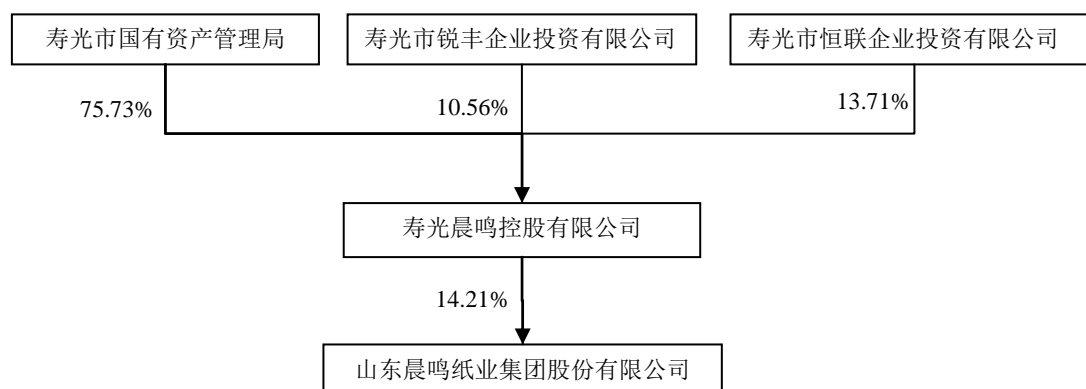 寿光市国有资产管理局
寿光市锐丰企业投资有限公司
寿光市恒联企业投资有限公司
75.73%
10.56%
13.71%
寿光晨鸣控股有限公司
14.21%
山东晨鸣纸业集团股份有限公司